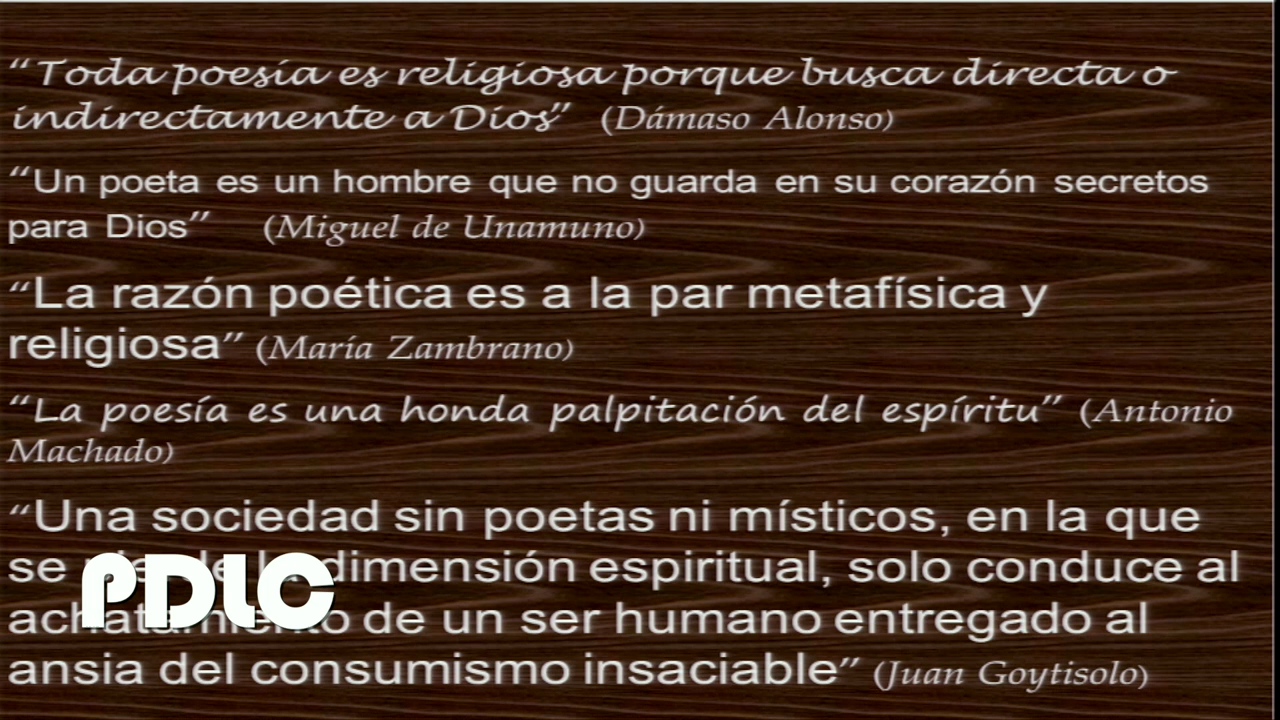 “Toda poesía es religiosa porque busca directa o
indirectamente a Dios” (Dámaso Alonso)
“Un poeta es un hombre que no guarda en su corazón secretos
para Dios” (Miguel de Unamuno)
“La razón poética es a la par metafísica y
religiosa” (María Zambrano)
“La poesía es una honda palpitación del espíritu” (Antonio
Machado)
“Una sociedad sin poetas ni místicos, en la que
se dimensión espiritual, solo conduce al
achatamiento de un ser humano entregado al
ansia del consumismo insaciable” (Juan Goytisolo)
PDLC